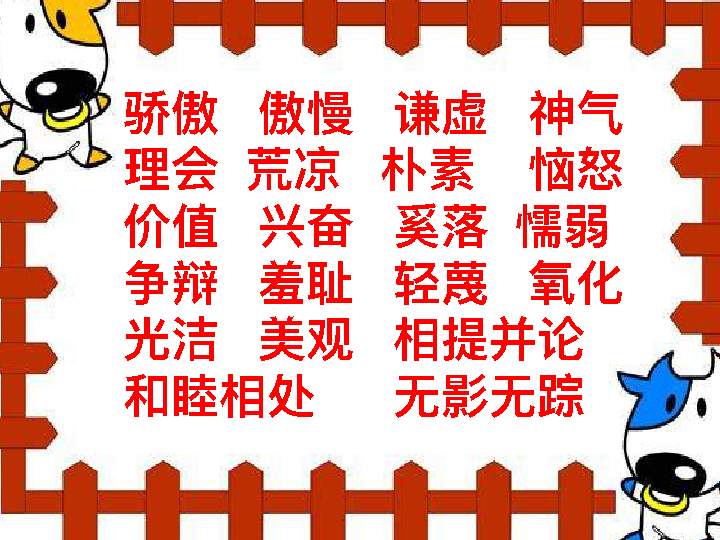 骄傲 傲慢 谦虚 神气
理会 荒凉 朴素 恼怒
价值 兴奋 奚落 懦弱
争辩 羞耻 轻蔑 氧化
光洁 美观 相提并论
和睦相处 无影无踪